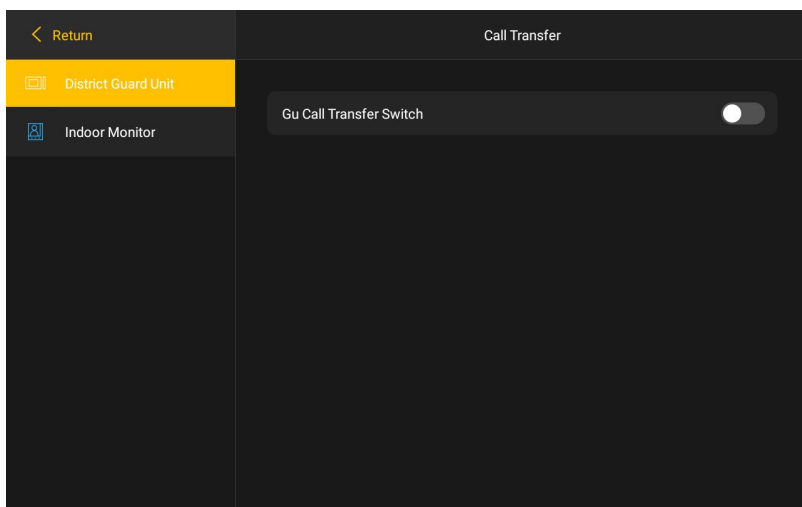 Return
Call Transfer
District Guard Unit
Gu Call Transfer Switch
Indoor Monitor